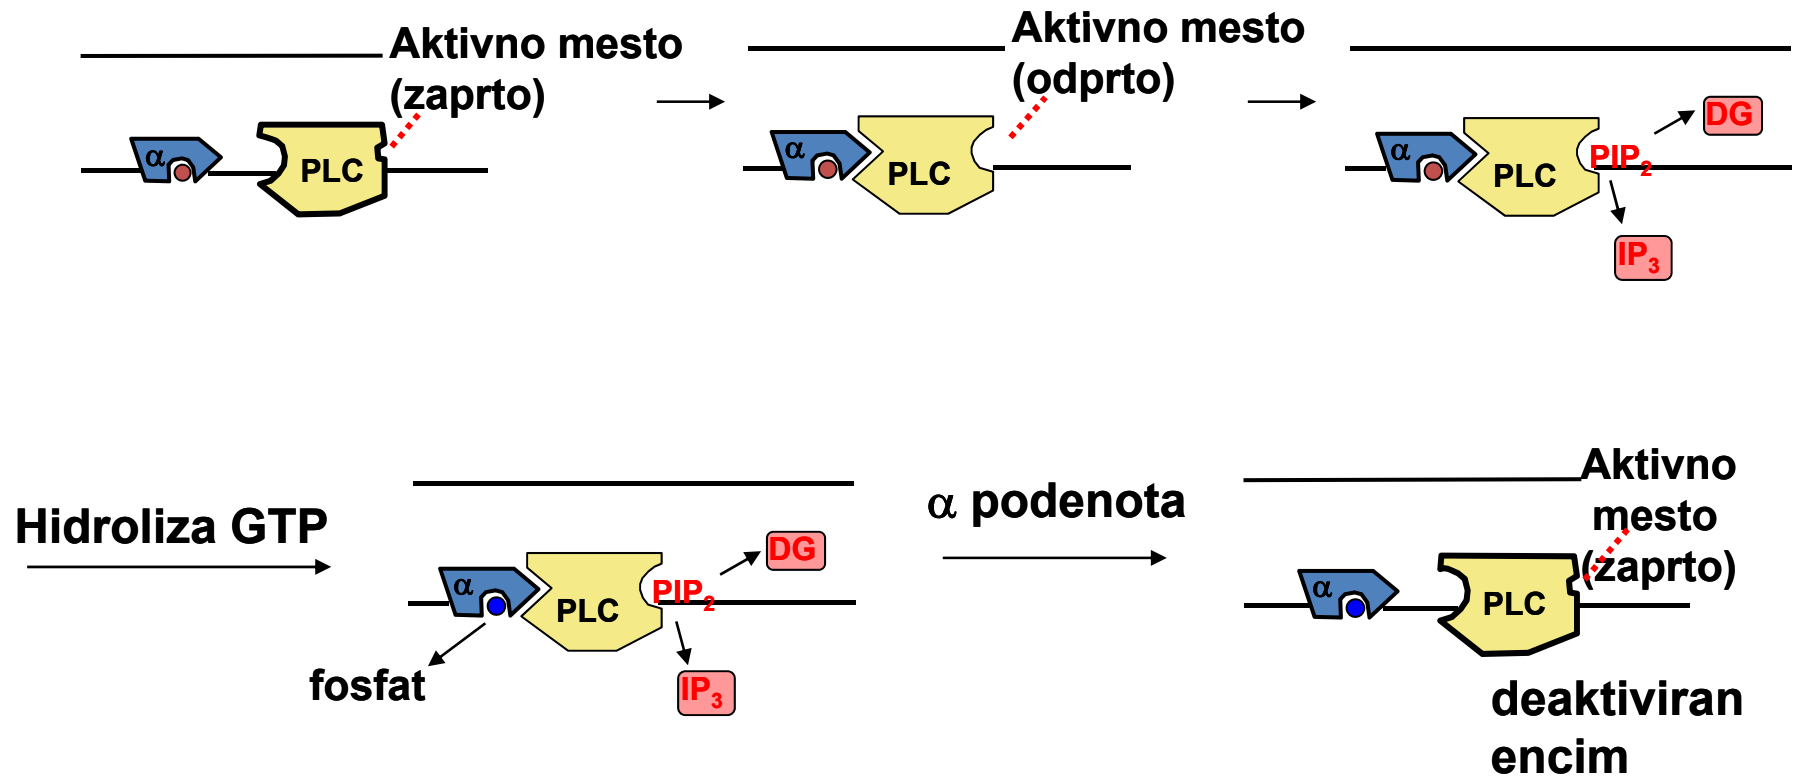 Aktivno mesto
(zaprto)
α
PLC
Aktivno mesto
(odprto)
α
PLC
α
PLC
PIP2
DG
IP3
Hidroliza GTP
α
PLC
PIP2
DG
IP3
fosfat
α podenota
Aktivno
mesto
(zaprto)
α
PLC
deaktiviran
encim